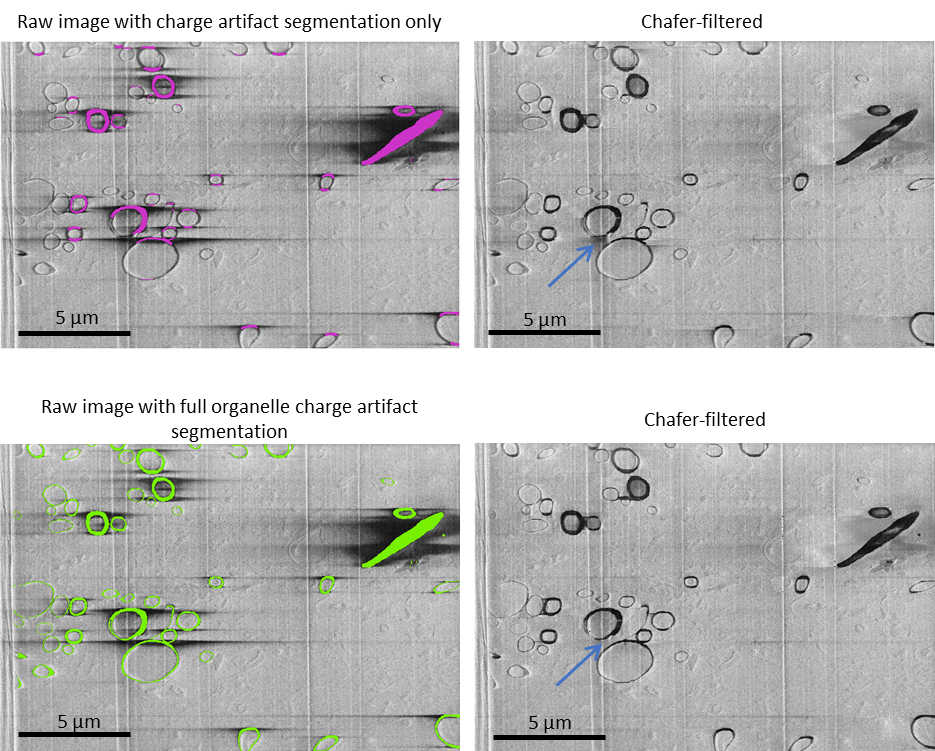 Raw image with charge artifact segmentation only
Chafer-filtered
5 µm
5 µm
Raw image with full organelle charge artifact
segmentation
Chafer-filtered
5 µm
5 µm